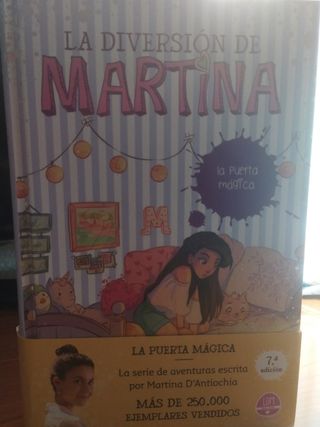 LA DIVERSIÓN DE
MARTINA
la puerta
mágica
M
LA PUERTA MÁGICA
La serie de aventuras escrita
por Martina D'Antiochia
MÁS DE 250.000
EJEMPLARES VENDIDOS
7.ª
edición